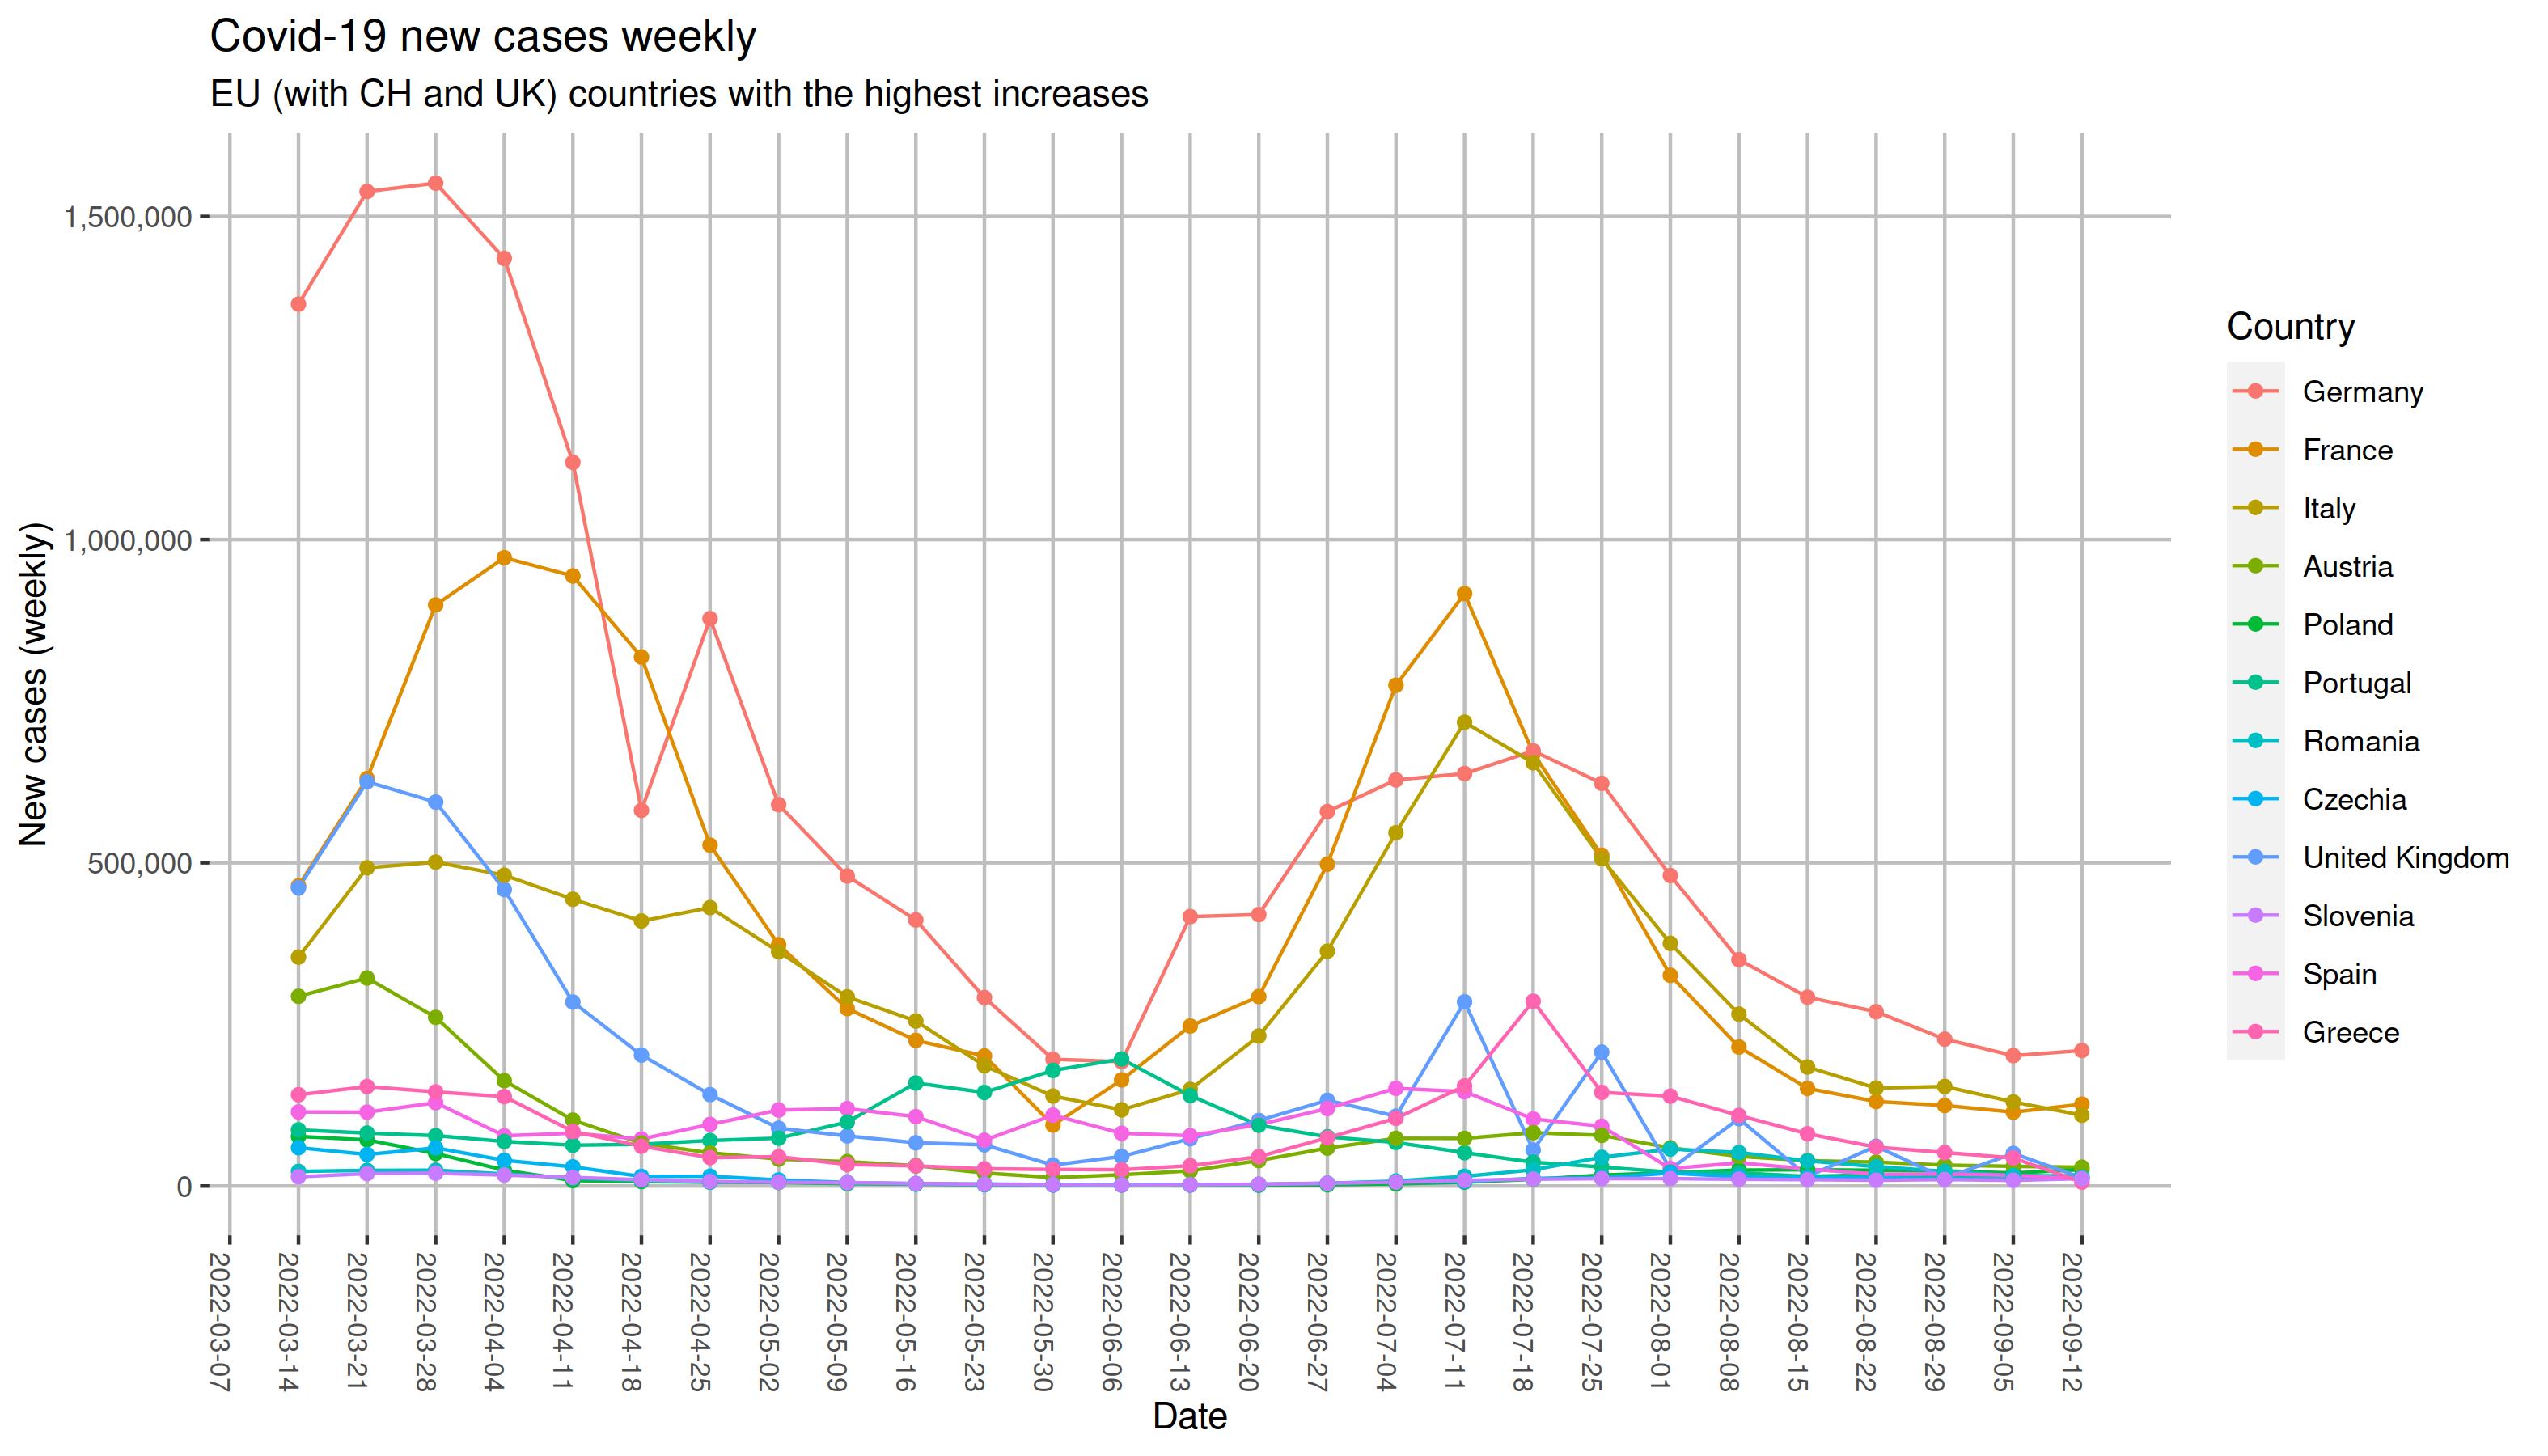 Covid-19 new cases weekly
EU (with CH and UK) countries with the highest increases
New cases (weekly)
1,500,000
1,000,000
500,000
0
2022-03-07
2022-03-14
2022-03-21
2022-03-28
2022-04-04
2022-04-11
2022-04-18
2022-04-25
2022-05-02
2022-05-09
2022-05-16
2022-05-23
2022-05-30
2022-06-06
2022-06-13
2022-06-20
2022-06-27
2022-07-04
2022-07-11
2022-07-18
2022-07-25
2022-08-01
2022-08-08
2022-08-15
2022-08-22
2022-08-29
2022-09-05
2022-09-12
Date
Country
Germany
France
Italy
Austria
Poland
Portugal
Romania
Czechia
United Kingdom
Slovenia
Spain
Greece